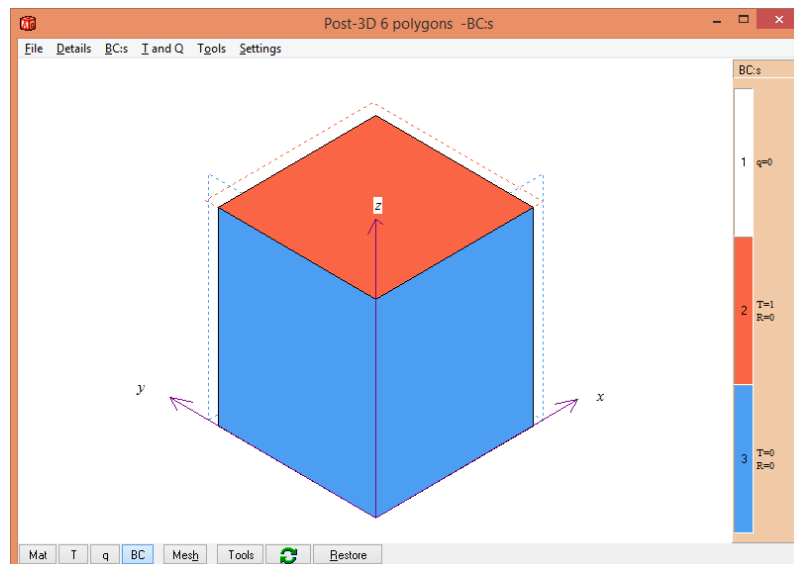 Post-3D 6 polygons -BC:s
File Details BC:s T and Q Tools Settings
BC:s
1 q=0
z
2 T=1
R=0
y
x
3 T=0
R=0
Mat T q BC Mesh Tools Restore